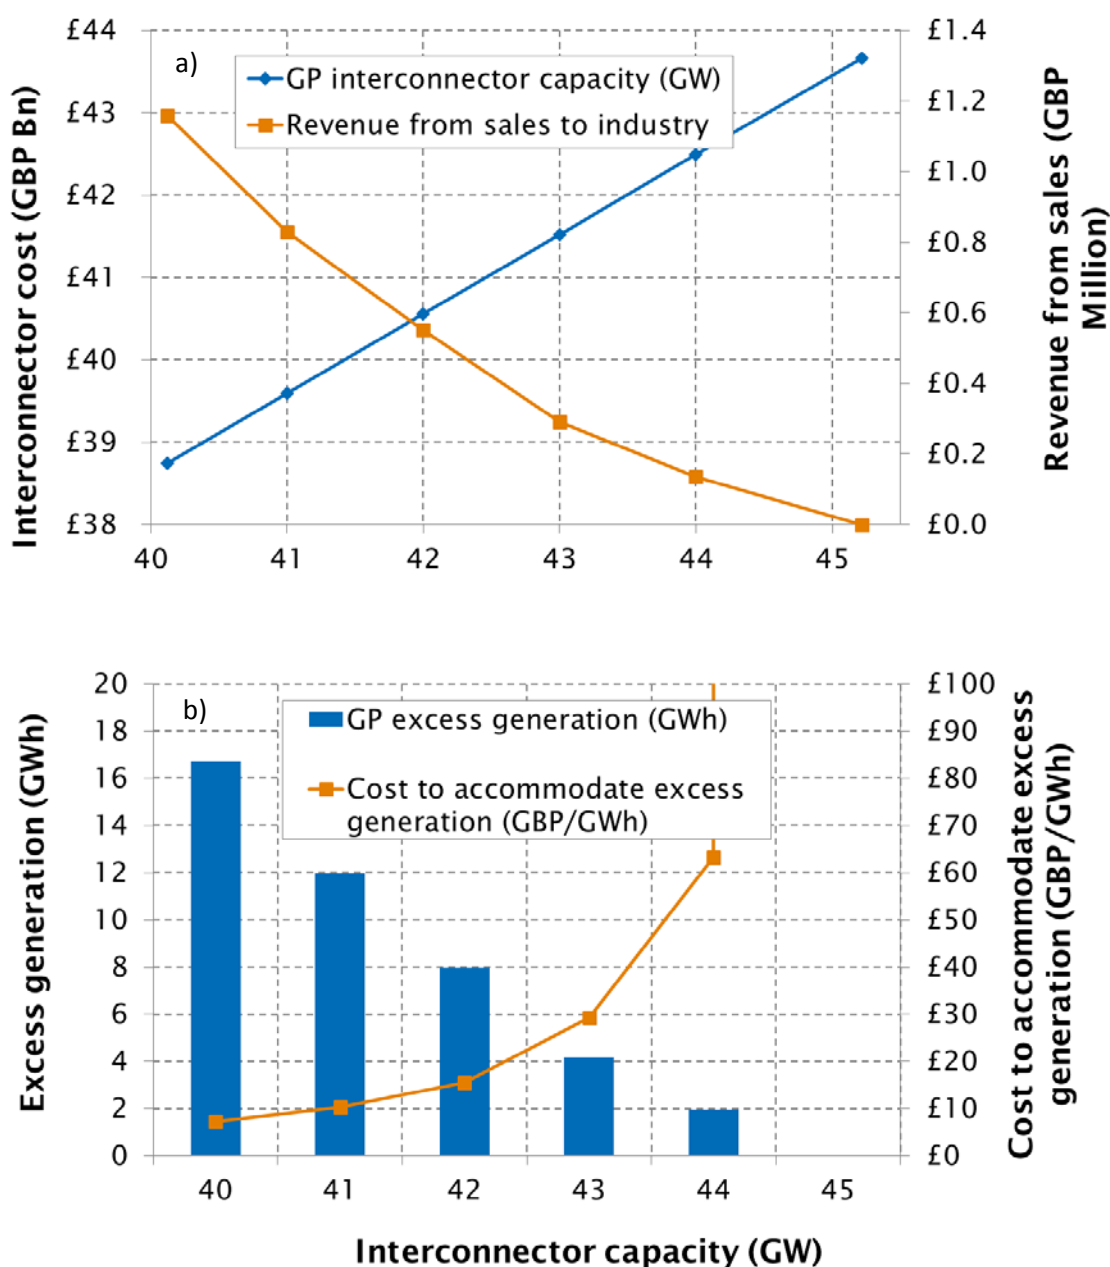 a)
GP interconnector capacity (GW)
Revenue from sales to industry
Interconnector cost (GBP Bn)
£44
£43
£42
£41
£40
£39
£38
£1.4
£1.2
£1.0
£0.8
£0.6
£0.4
£0.2
£0.0
Revenue from sales (GBP
Million)
40 41 42 43 44 45
b)
GP excess generation (GWh)
Cost to accommodate excess
generation (GBP/GWh)
Excess generation (GWh)
20
18
16
14
12
10
8
6
4
2
0
£100
£90
£80
£70
£60
£50
£40
£30
£20
£10
£0
Cost to accommodate excess
generation (GBP/GWh)
40 41 42 43 44 45
Interconnector capacity (GW)